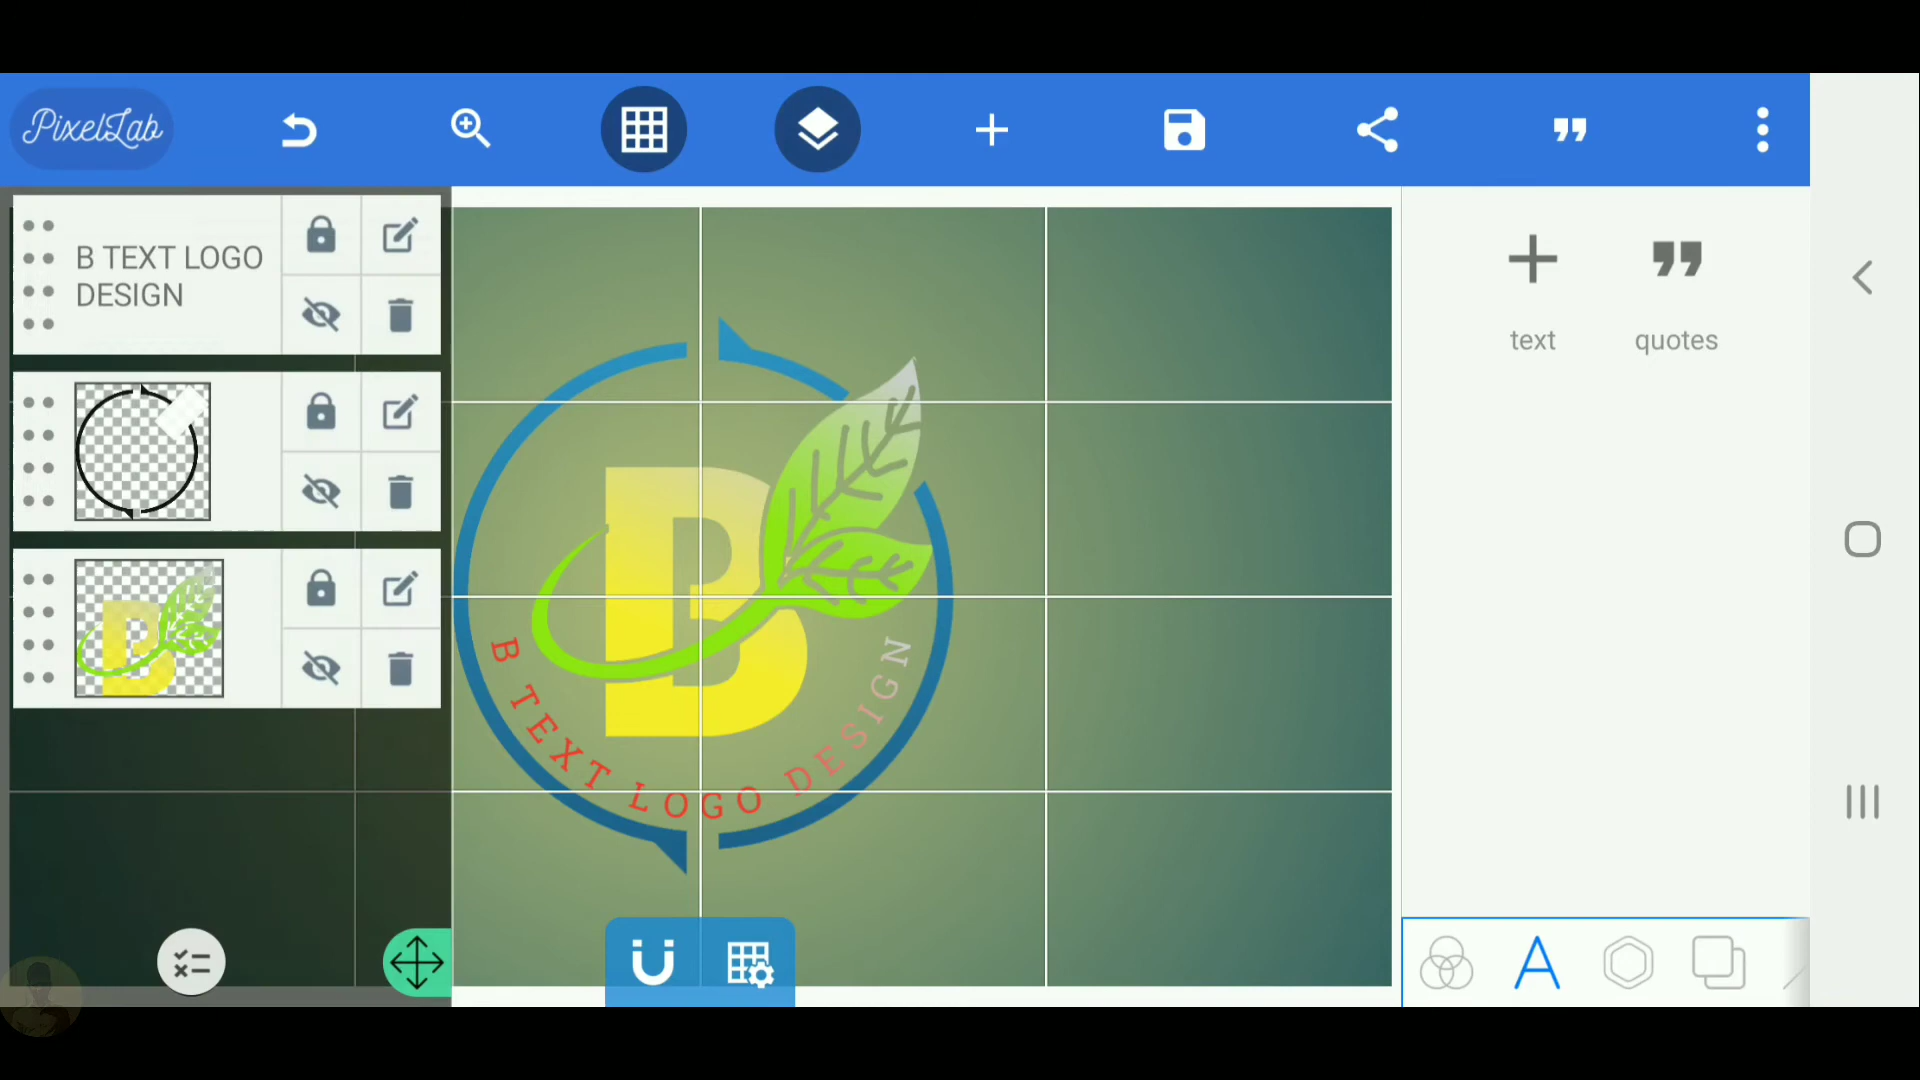 PixelLab
B TEXT LOGO
DESIGN
text
quotes
B
B TEXT LOGO DESIGN